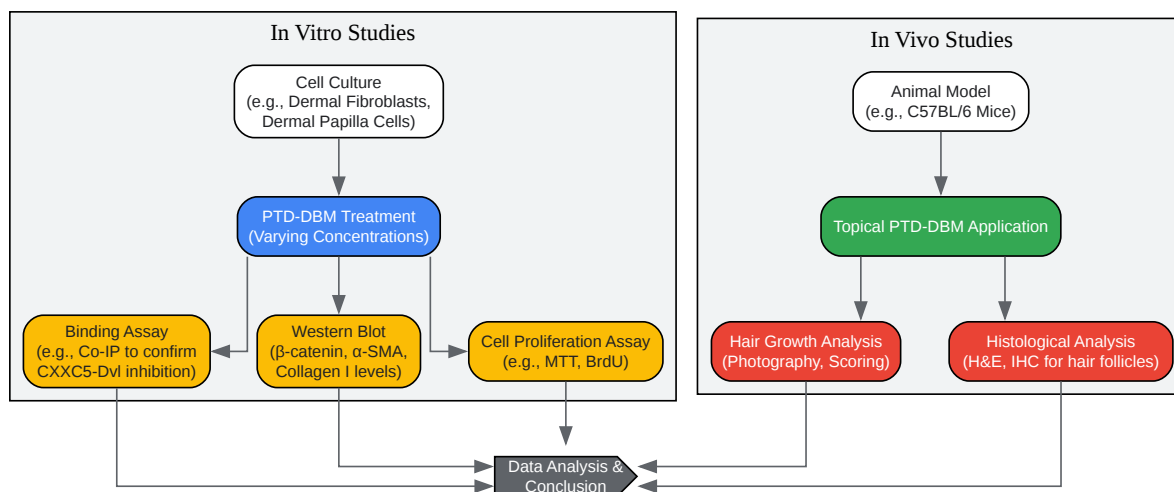 In Vitro Studies
Cell Culture
(e.g., Dermal Fibroblasts,
Dermal Papilla Cells)
PTD-DBM Treatment
(Varying Concentrations)
Binding Assay
(e.g., Co-IP to confirm
CXXC5-Dvl inhibition)
Western Blot
(β-catenin, α-SMA,
Collagen I levels)
Cell Proliferation Assay
(e.g., MTT, BrdU)
In Vivo Studies
Animal Model
(e.g., C57BL/6 Mice)
Topical PTD-DBM Application
Hair Growth Analysis
(Photography, Scoring)
Histological Analysis
(H&E, IHC for hair follicles)
Data Analysis &
Conclusion